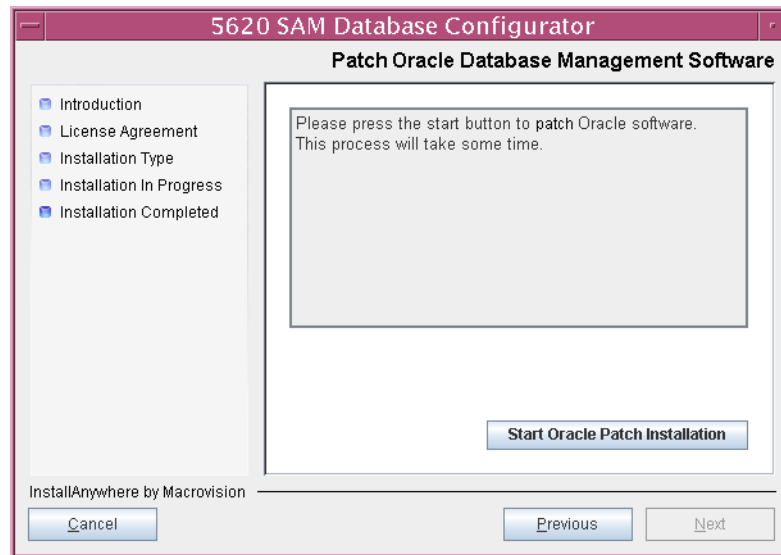 5620 SAM Database Configurator
Patch Oracle Database Management Software
Introduction
License Agreement
Installation Type
Installation In Progress
Installation Completed
Please press the start button to patch Oracle software.
This process will take some time.
Start Oracle Patch Installation
InstallAnywhere by Macrovision
Cancel
Previous
Next